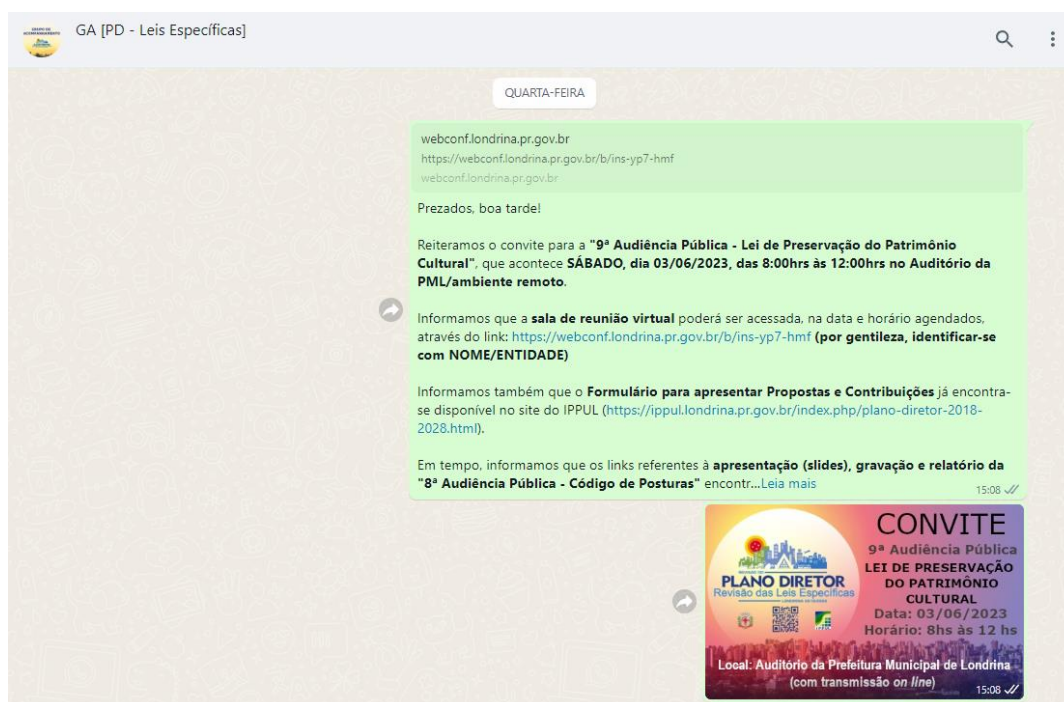 GA [PD - Leis Específicas]
QUARTA-FEIRA
webconf.londrina.pr.gov.br
https://webconf.londrina.pr.gov.br/b/ins-yp7-hmf
webconf.londrina.pr.gov.br
Prezados, boa tarde!
Reiteramos o convite para a "9ª Audiência Pública - Lei de Preservação do Patrimônio
Cultural", que acontece SÁBADO, dia 03/06/2023, das 8:00hrs às 12:00hrs no Auditório da
PML/ambiente remoto.
Informamos que a sala de reunião virtual poderá ser acessada, na data e horário agendados,
através do link: https://webconf.londrina.pr.gov.br/b/ins-yp7-hmf (por gentileza, identificar-se
com NOME/ENTIDADE)
Informamos também que o Formulário para apresentar Propostas e Contribuições já encontra-
se disponível no site do IPPUL (https://ippul.londrina.pr.gov.br/index.php/plano-diretor-2018-
2028.html).
Em tempo, informamos que os links referentes à apresentação (slides), gravação e relatório da
"8ª Audiência Pública - Código de Posturas" encontr...Leia mais
15:08
CONVITE
9ª Audiência Pública
LEI DE PRESERVAÇÃO
DO PATRIMÔNIO
CULTURAL
Data: 03/06/2023
Horário: 8hs às 12 hs
PLANO DIRETOR
Revisão das Leis Específicas
Local: Auditório da Prefeitura Municipal de Londrina
(com transmissão on line)
15:08